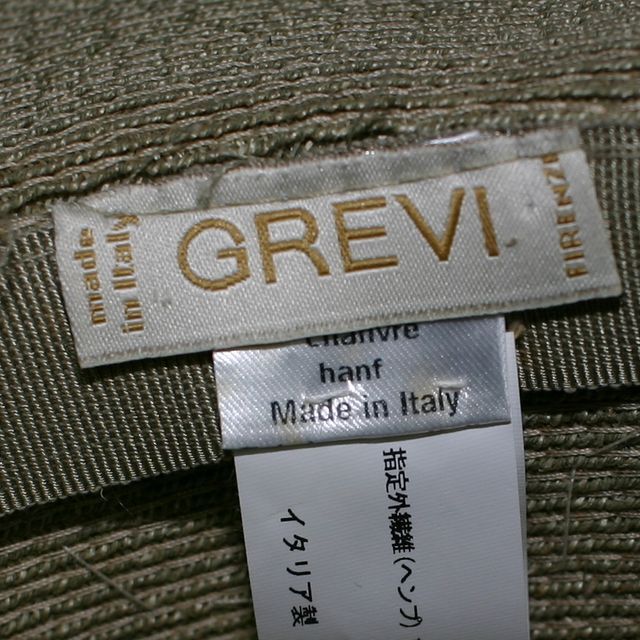 made
in Italy
GREVI
FIRENZE
chanvre
hanf
Made in Italy
指定外繊維(ヘンプ)
イタリア製